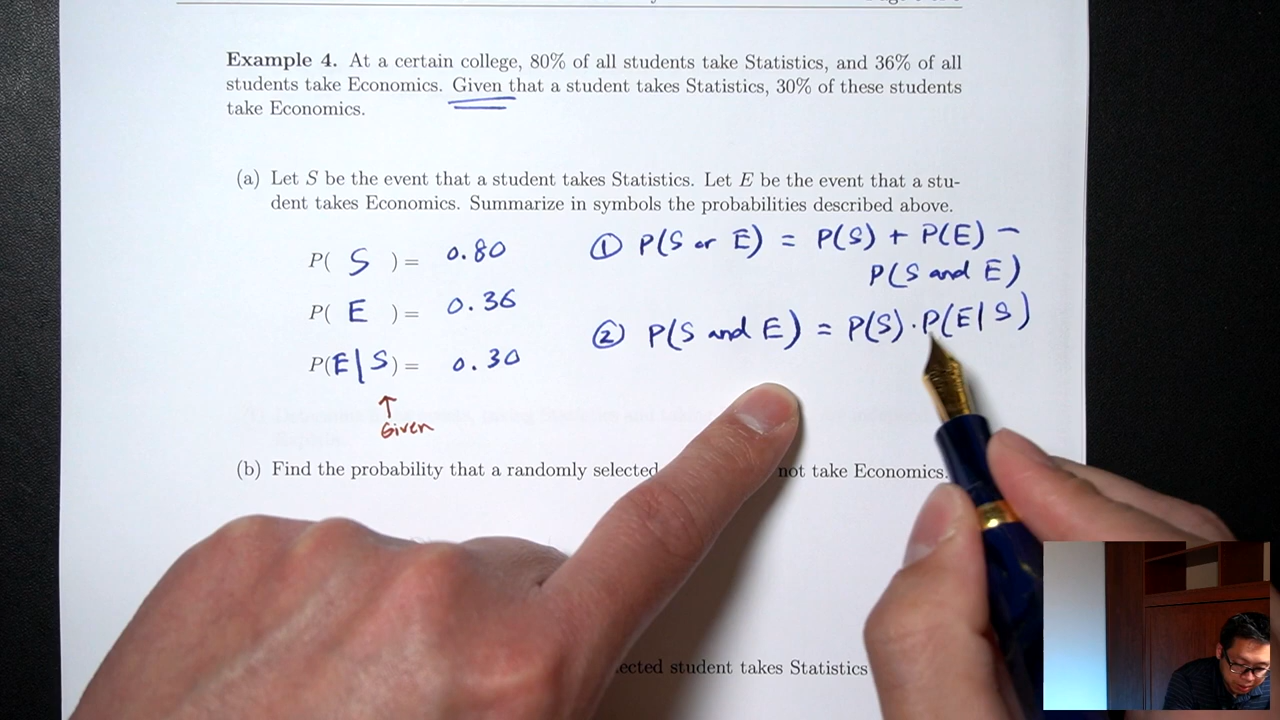 Example 4. At a certain college, 80% of all students take Statistics, and 36% of all
students take Economics. Given that a student takes Statistics, 30% of these students
take Economics.
(a) Let S be the event that a student takes Statistics. Let E be the event that a stu-
dent takes Economics. Summarize in symbols the probabilities described above.
P( S ) = 0.80
P( E ) = 0.36
P(E|S) = 0.30
↑
Given
① P(S or E) = P(S) + P(E) -
P(S and E)
② P(S and E) = P(S) · P(E|S)
(b) Find the probability that a randomly selected not take Economics.
ected student takes Statistics